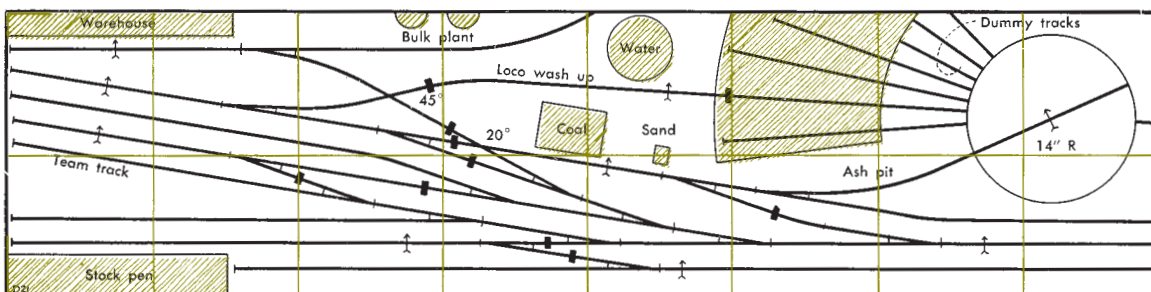 Warehouse
Bulk plant
Water
Dummy tracks
Loco wash up
45°
20°
Coal
Sand
14" R
Ash pit
Team track
Stock pen
D21